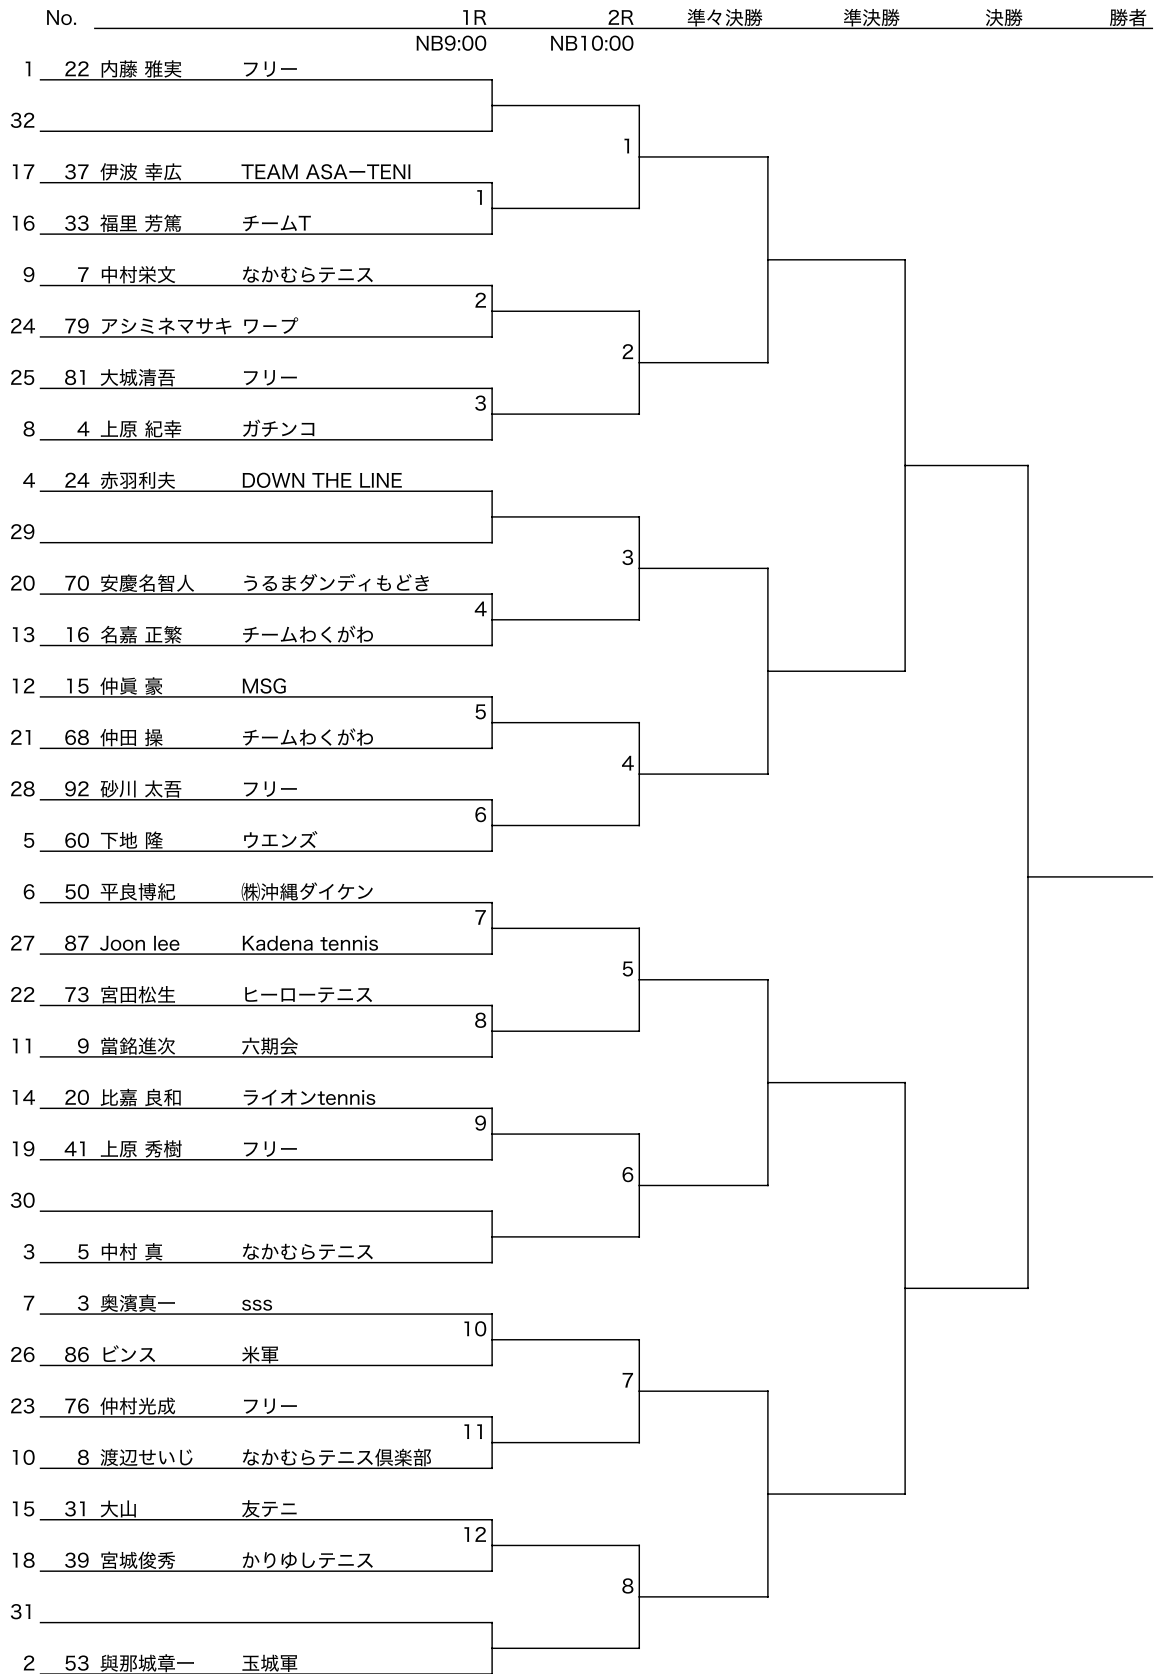 No. 1R 2R 準々決勝 準決勝 決勝 勝者
NB9:00 NB10:00
1 22 内藤 雅実 フリー
32
1
17 37 伊波 幸広 TEAM ASAーTENI
1
16 33 福里 芳篤 チームT
9 7 中村栄文 なかむらテニス
2
24 79 アシミネマサキ ワープ
2
25 81 大城清吾 フリー
3
8 4 上原 紀幸 ガチンコ
4 24 赤羽利夫 DOWN THE LINE
29
3
20 70 安慶名智人 うるまダンディもどき
4
13 16 名嘉 正繁 チームわくがわ
12 15 仲眞 豪 MSG
5
21 68 仲田 操 チームわくがわ
4
28 92 砂川 太吾 フリー
6
5 60 下地 隆 ウエンズ
6 50 平良博紀 ㈱沖縄ダイケン
7
27 87 Joon lee Kadena tennis
5
22 73 宮田松生 ヒーローテニス
8
11 9 當銘進次 六期会
14 20 比嘉 良和 ライオンtennis
9
19 41 上原 秀樹 フリー
6
30
3 5 中村 真 なかむらテニス
7 3 奥濱真一 sss
10
26 86 ビンス 米軍
7
23 76 仲村光成 フリー
11
10 8 渡辺せいじ なかむらテニス倶楽部
15 31 大山 友テニ
12
18 39 宮城俊秀 かりゆしテニス
8
31
2 53 與那城章一 玉城軍